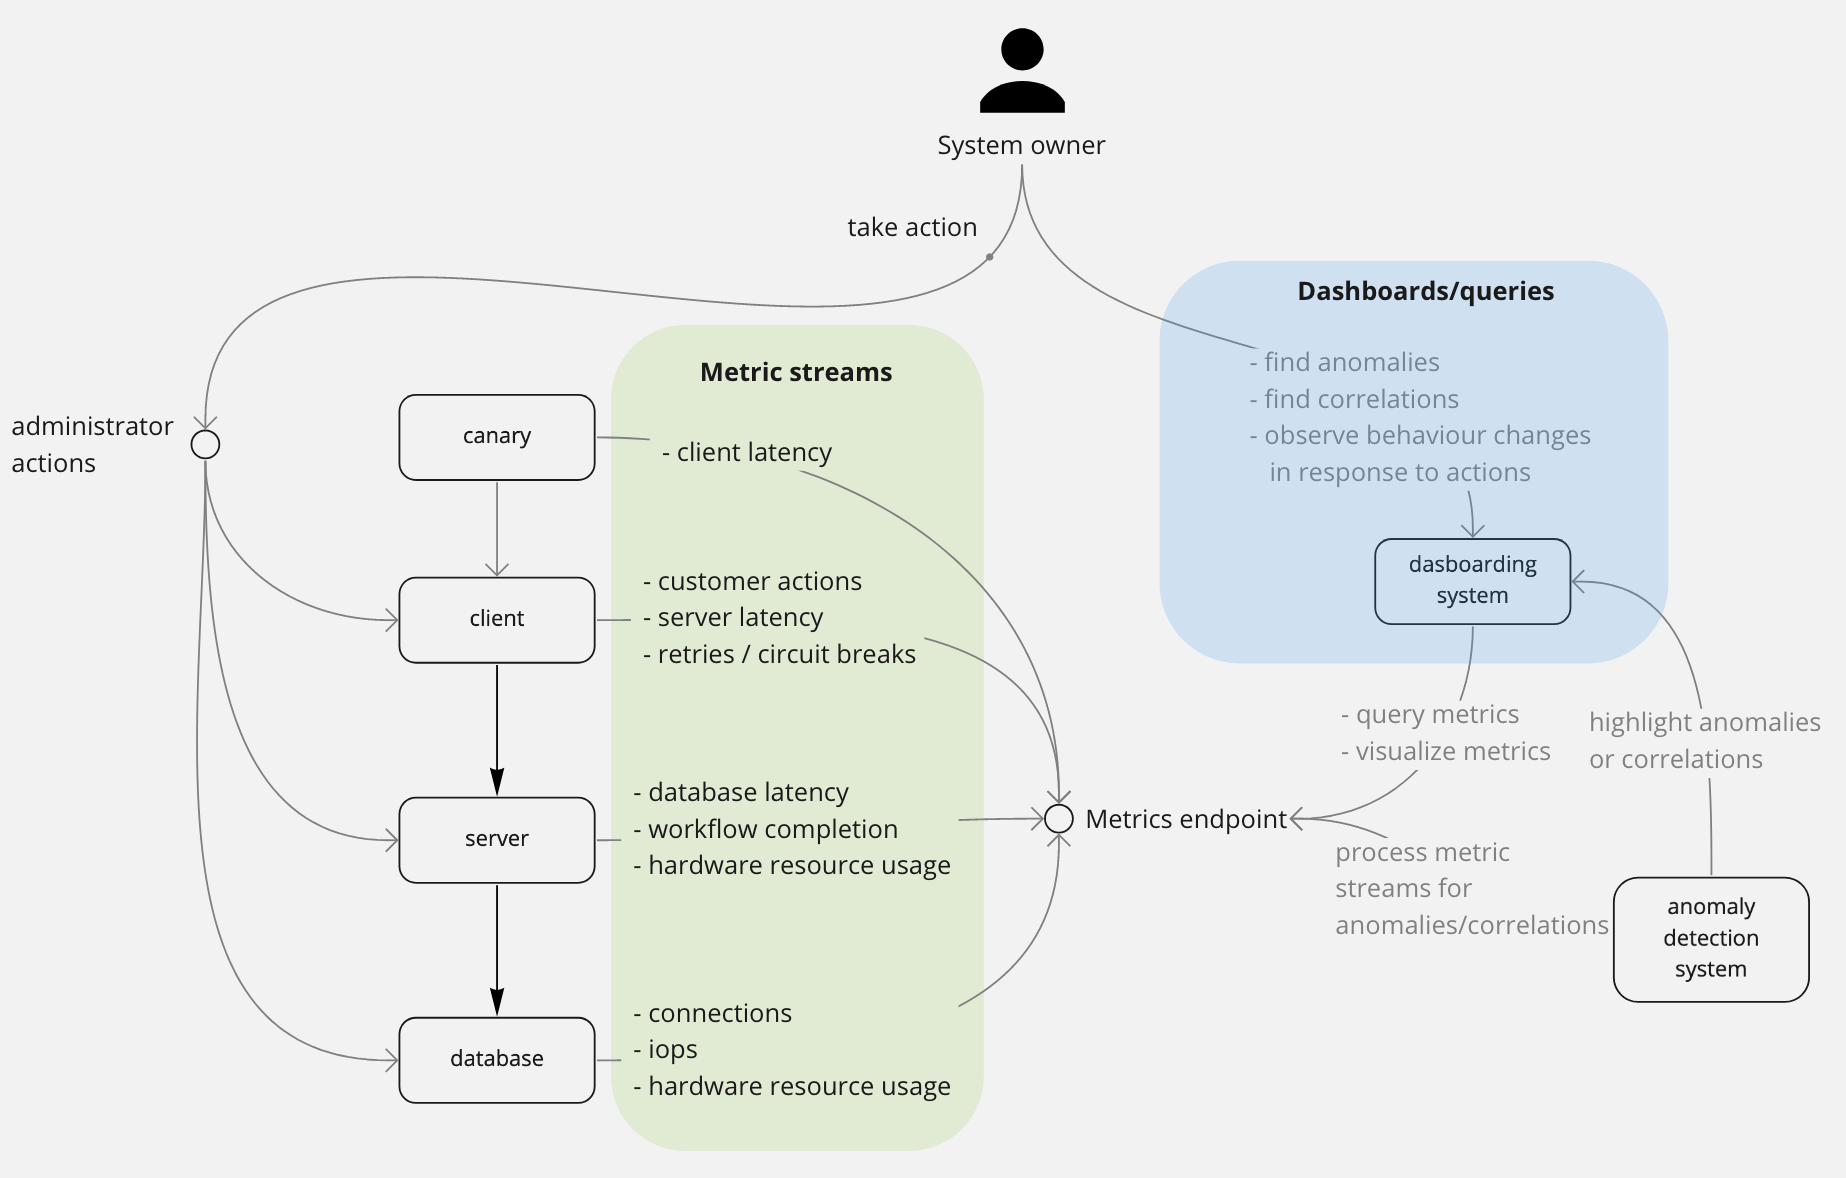 System owner
take action
Dashboards/queries
- find anomalies
- find correlations
- observe behaviour changes
in response to actions
Metric streams
administrator
actions
canary
- client latency
dasboarding
system
client
- customer actions
- server latency
- retries / circuit breaks
- query metrics
- visualize metrics
highlight anomalies
or correlations
server
- database latency
- workflow completion
- hardware resource usage
Metrics endpoint
process metric
streams for
anomalies/correlations
anomaly
detection
system
database
- connections
- iops
- hardware resource usage